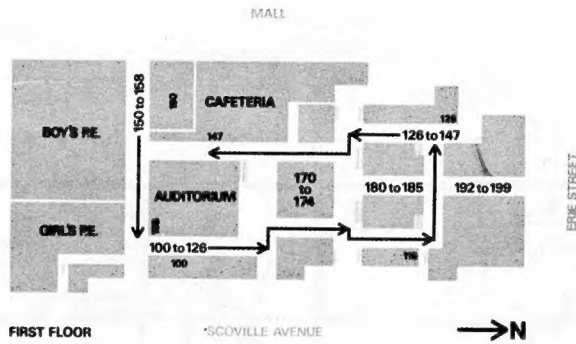 MALL
150 to 158
160
CAFETERIA
BOY'S P.E.
147
126
126 to 147
AUDITORIUM
170
to
174
180 to 185
192 to 199
ERIE STREET
GIRL'S P.E.
100 to 126
100
116
FIRST FLOOR
SCOVILLE AVENUE
N